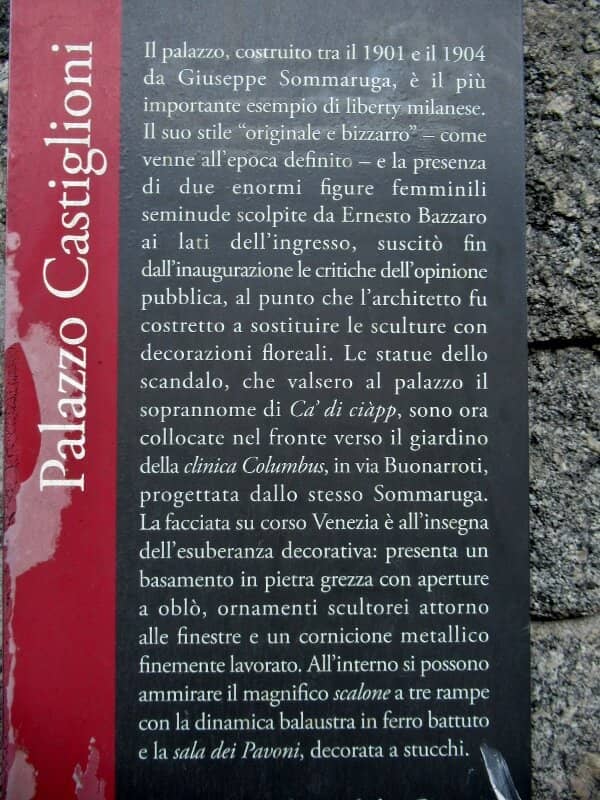 Palazzo Castiglioni
Il palazzo, costruito tra il 1901 e il 1904
da Giuseppe Sommaruga, è il più
importante esempio di liberty milanese.
Il suo stile “originale e bizzarro” – come
venne all’epoca definito – e la presenza
di due enormi figure femminili
seminude scolpite da Ernesto Bazzaro
ai lati dell’ingresso, suscitò fin
dall’inaugurazione le critiche dell’opinione
pubblica, al punto che l’architetto fu
costretto a sostituire le sculture con
decorazioni floreali. Le statue dello
scandalo, che valsero al palazzo il
soprannome di Ca’ di ciàpp, sono ora
collocate nel fronte verso il giardino
della clinica Columbus, in via Buonarroti,
progettata dallo stesso Sommaruga.
La facciata su corso Venezia è all’insegna
dell’esuberanza decorativa: presenta un
basamento in pietra grezza con aperture
a oblò, ornamenti scultorei attorno
alle finestre e un cornicione metallico
finemente lavorato. All’interno si possono
ammirare il magnifico scalone a tre rampe
con la dinamica balaustra in ferro battuto
e la sala dei Pavoni, decorata a stucchi.